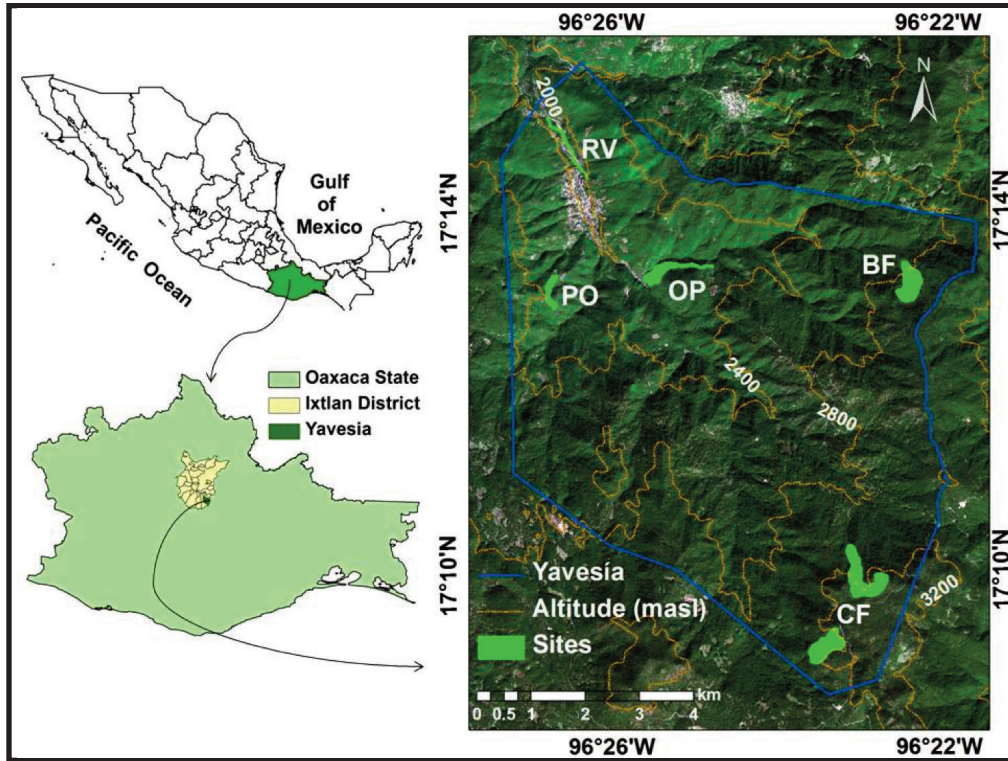 96°26'W
96°22'W
Gulf
of
Mexico
Pacific Ocean
Oaxaca State
Ixtlan District
Yavesia
17°14'N
17°10'N
N
2000
RV
PO
OP
BF
2400
2800
3200
CF
Yavesía
Altitude (masl)
Sites
km
0 0.5 1 2 3 4
17°14'N
17°10'N
96°26'W
96°22'W